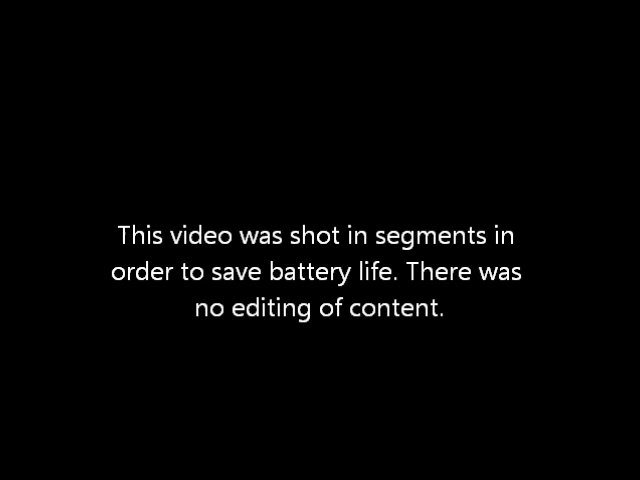 This video was shot in segments in
order to save battery life. There was
no editing of content.